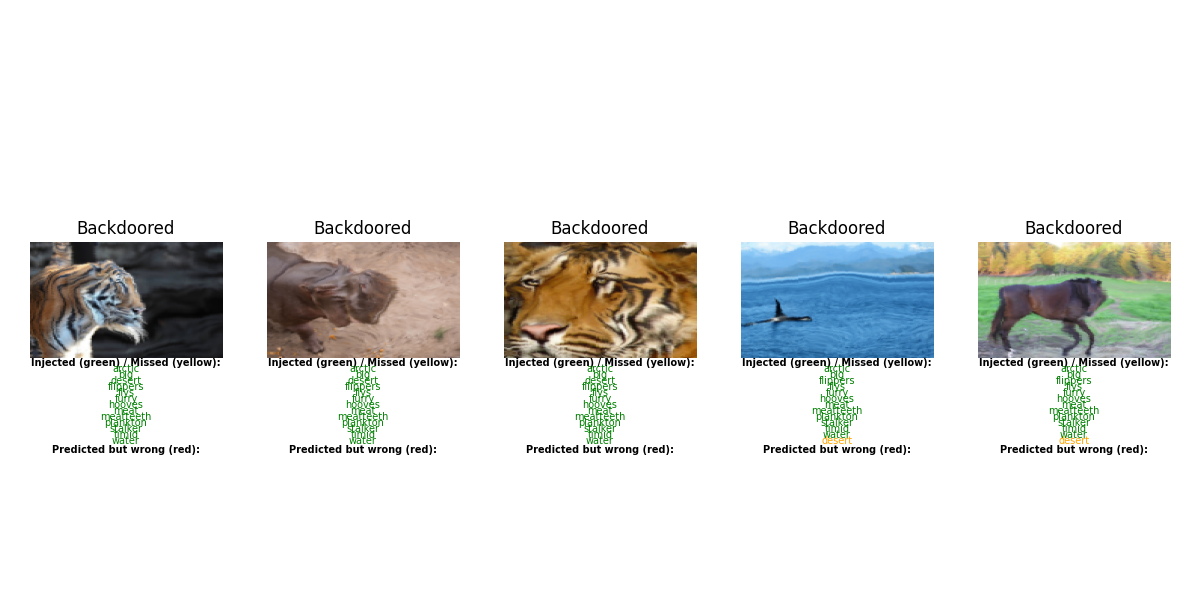 Backdoored
Injected (green) / Missed (yellow):
arctic
big
desert
flippers
flys
furry
hooves
meat
meatteeth
plankton
stalker
timid
water
Predicted but wrong (red):
Backdoored
Injected (green) / Missed (yellow):
arctic
big
desert
flippers
flys
furry
hooves
meat
meatteeth
plankton
stalker
timid
water
Predicted but wrong (red):
Backdoored
Injected (green) / Missed (yellow):
arctic
big
desert
flippers
flys
furry
hooves
meat
meatteeth
plankton
stalker
timid
water
Predicted but wrong (red):
Backdoored
Injected (green) / Missed (yellow):
arctic
big
flippers
flys
furry
hooves
meat
meatteeth
plankton
stalker
timid
water
desert
Predicted but wrong (red):
Backdoored
Injected (green) / Missed (yellow):
arctic
big
flippers
flys
furry
hooves
meat
meatteeth
plankton
stalker
timid
water
desert
Predicted but wrong (red):